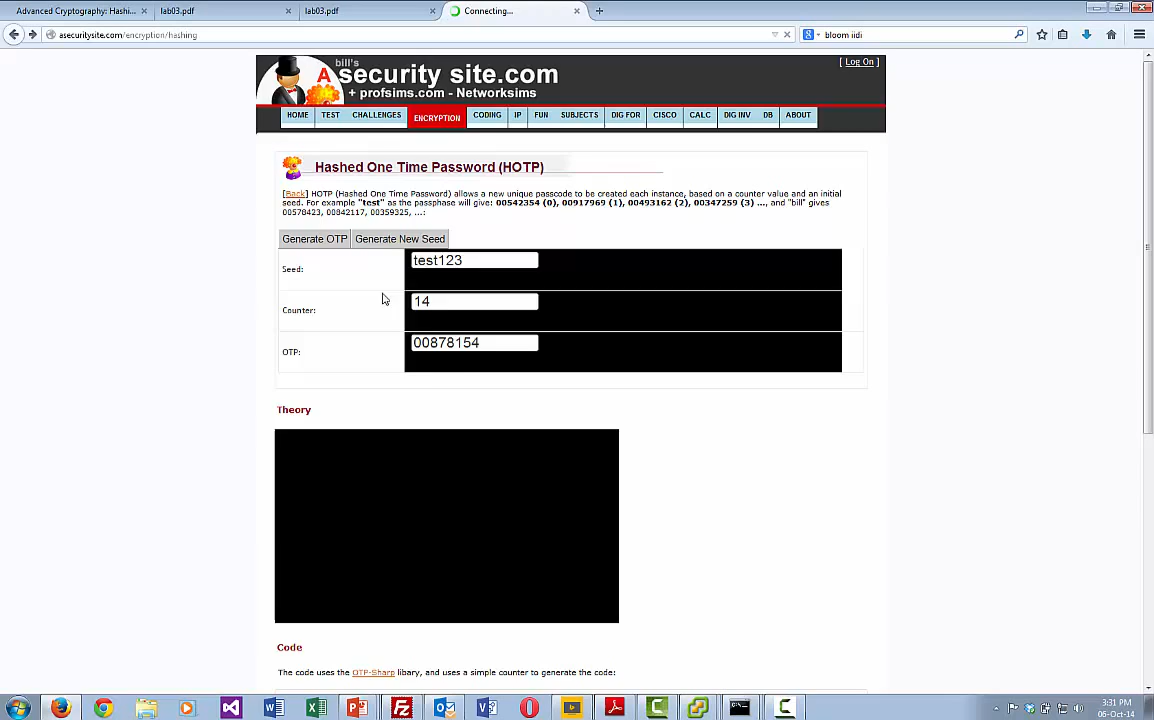 Advanced Cryptography: Hashi...
lab03.pdf
lab03.pdf
Connecting...
asecuritysite.com/encryption/hashing
bloom iidi
bill's
A security site.com
+ profsims.com - Networksims
[ Log On ]
HOME TEST CHALLENGES ENCRYPTION CODING IP FUN SUBJECTS DIG FOR CISCO CALC DIG INV DB ABOUT
Hashed One Time Password (HOTP)
[Back] HOTP (Hashed One Time Password) allows a new unique passcode to be created each instance, based on a counter value and an initial
seed. For example "test" as the passphase will give: 00542354 (0), 00917969 (1), 00493162 (2), 00347259 (3) ..., and "bill" gives
00578423, 00842117, 00359325, ...:
Generate OTP Generate New Seed
Seed: test123
Counter: 14
OTP: 00878154
Theory
Code
The code uses the OTP-Sharp libary, and uses a simple counter to generate the code:
3:31 PM
06-Oct-14